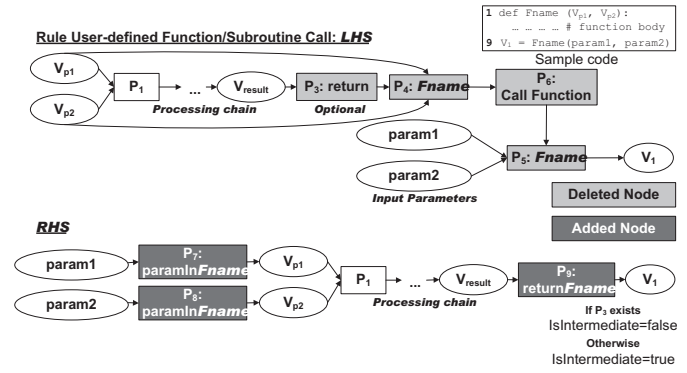 Rule User-defined Function/Subroutine Call: LHS
1 def Fname (Vp1, Vp2):
… … … … # function body
9 V1 = Fname(param1, param2)
Sample code
Vp1
Vp2
P1
...
Vresult
P3: return
P4: Fname
P6:
Call Function
Processing chain
Optional
param1
param2
Input Parameters
P5: Fname
V1
Deleted Node
Added Node
RHS
param1
P7:
paramInFname
Vp1
param2
P8:
paramInFname
Vp2
P1
...
Vresult
P9:
returnFname
V1
Processing chain
If P3 exists
IsIntermediate=false
Otherwise
IsIntermediate=true